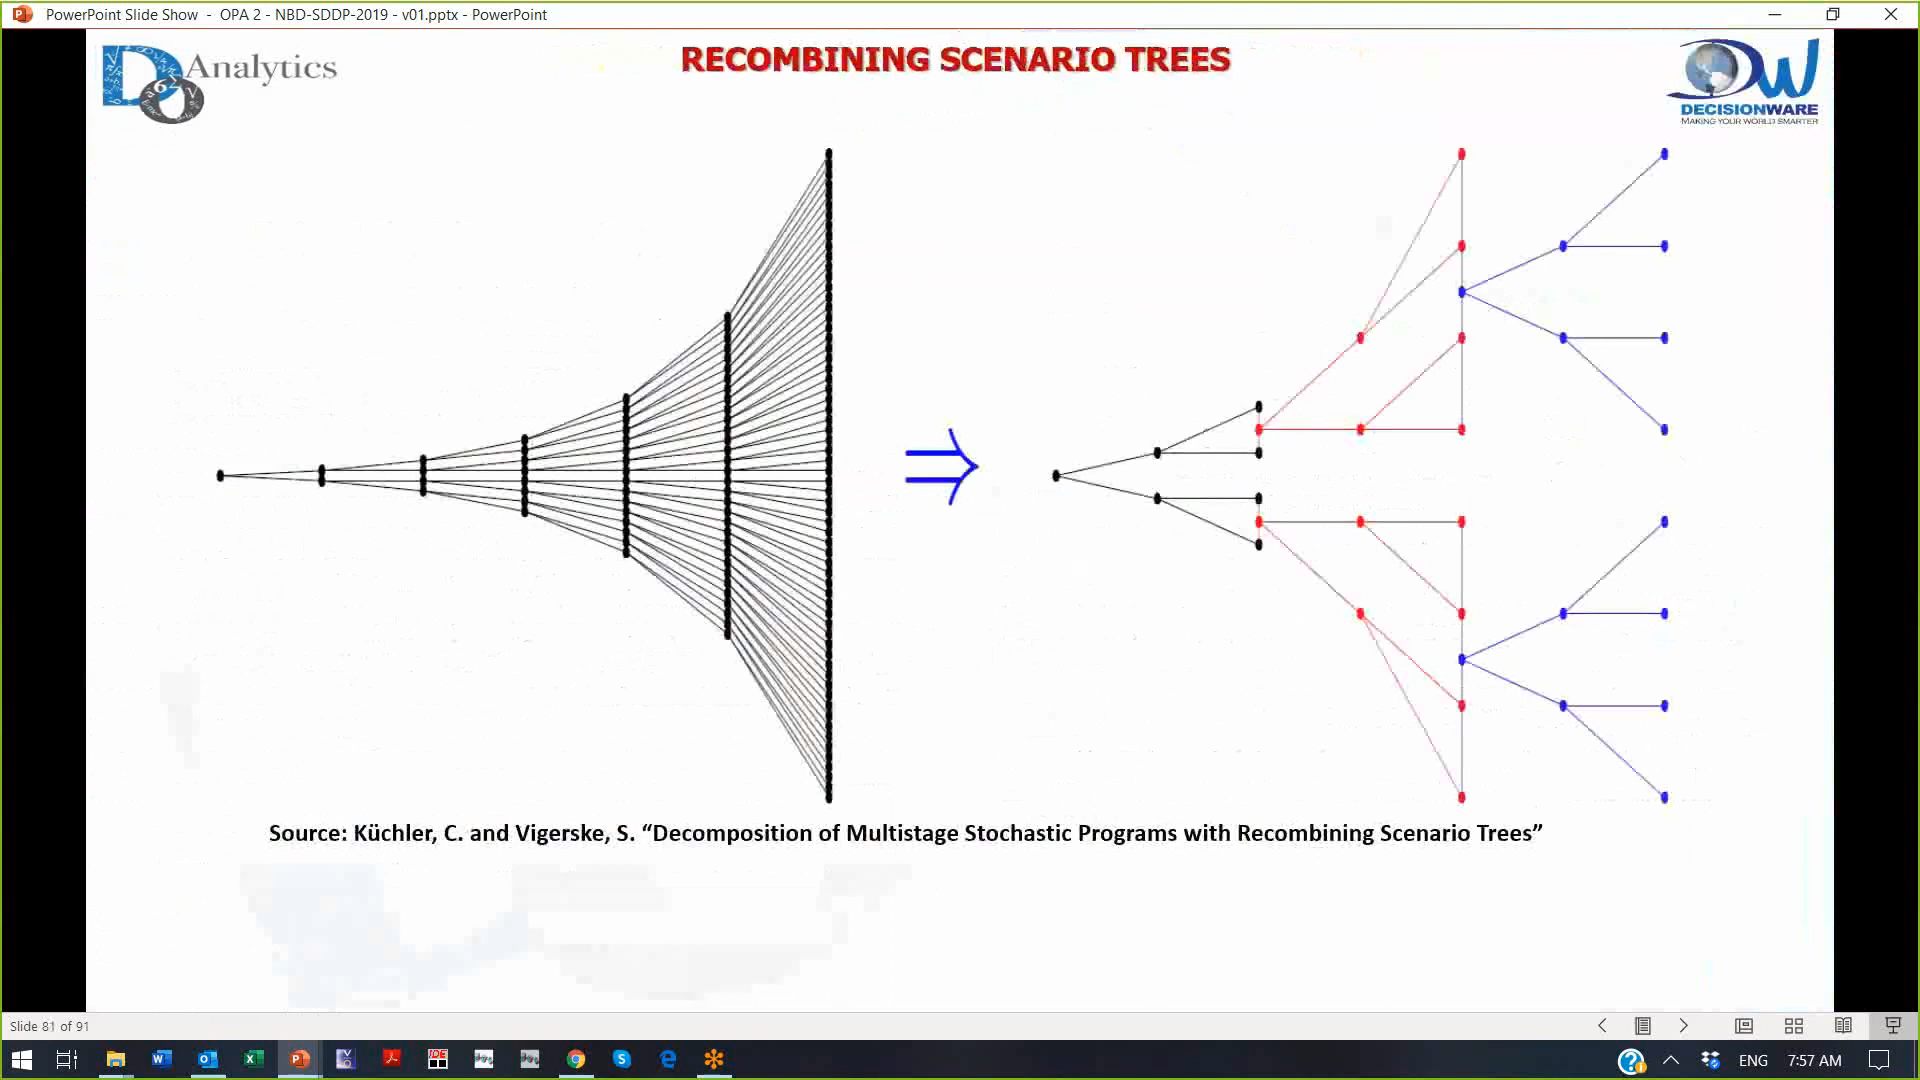 PowerPoint Slide Show - OPA 2 - NBD-SDDP-2019 - v01.pptx - PowerPoint
Analytics
RECOMBINING SCENARIO TREES
DW
DECISIONWARE
MAKING YOUR WORLD SMARTER
Source: Küchler, C. and Vigerske, S. “Decomposition of Multistage Stochastic Programs with Recombining Scenario Trees”
Slide 81 of 91
ENG
7:57 AM